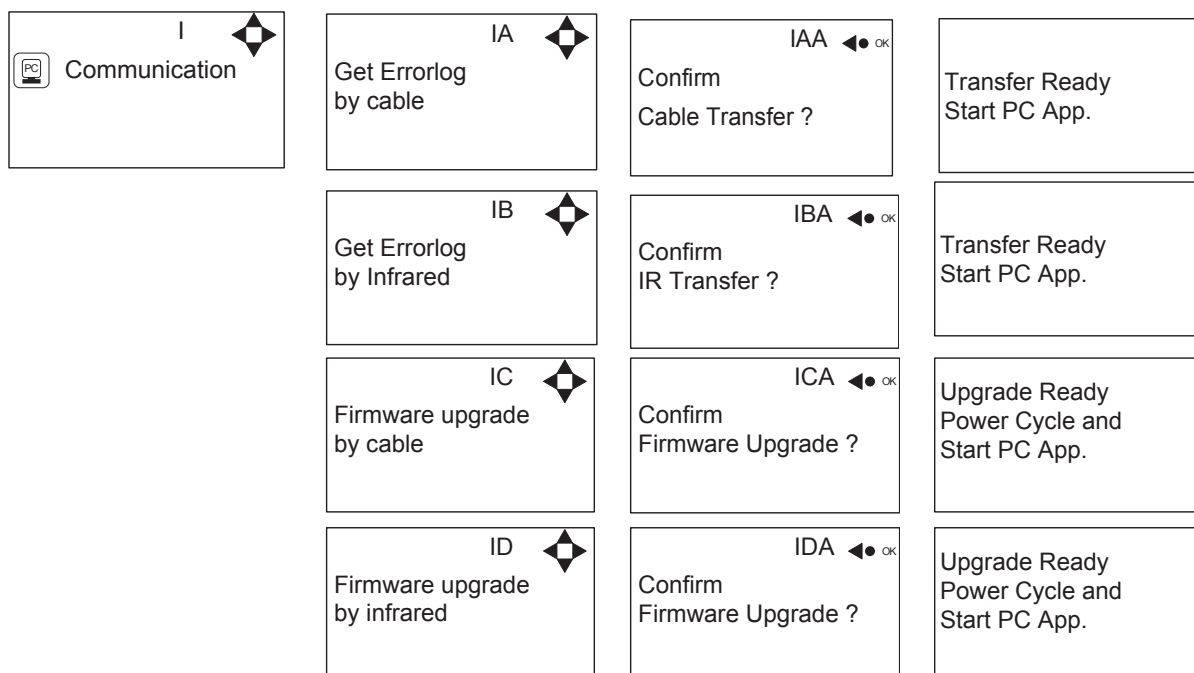 I
PC Communication
IA
Get Errorlog
by cable
IAA OK
Confirm
Cable Transfer ?
Transfer Ready
Start PC App.
IB
Get Errorlog
by Infrared
IBA OK
Confirm
IR Transfer ?
Transfer Ready
Start PC App.
IC
Firmware upgrade
by cable
ICA OK
Confirm
Firmware Upgrade ?
Upgrade Ready
Power Cycle and
Start PC App.
ID
Firmware upgrade
by infrared
IDA OK
Confirm
Firmware Upgrade ?
Upgrade Ready
Power Cycle and
Start PC App.